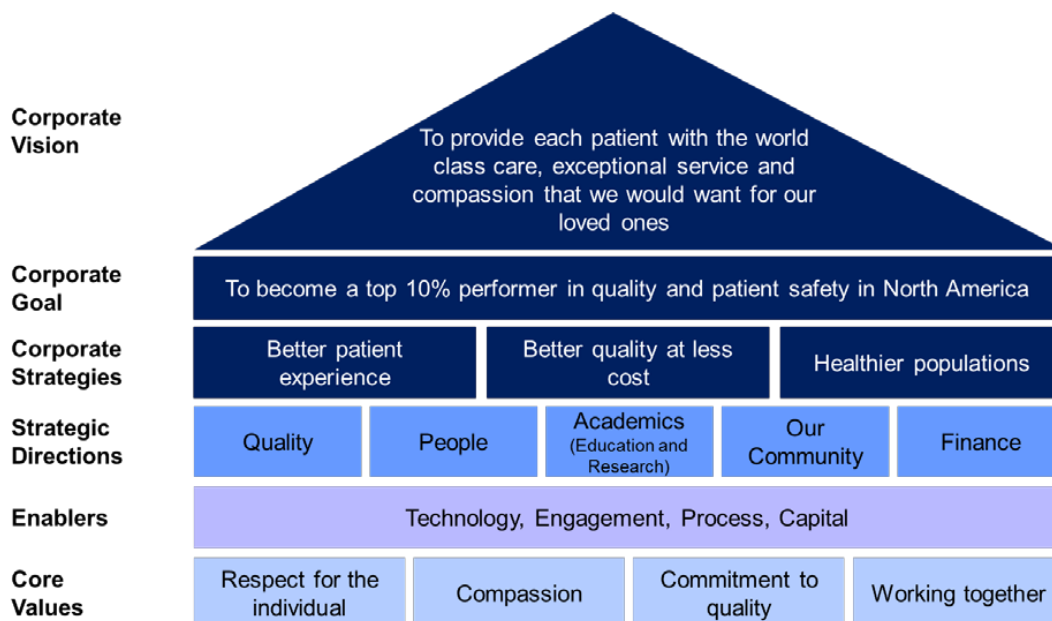 Corporate
Vision
To provide each patient with the world
class care, exceptional service and
compassion that we would want for our
loved ones
Corporate
Goal
To become a top 10% performer in quality and patient safety in North America
Corporate
Strategies
Better patient
experience
Better quality at less
cost
Healthier populations
Strategic
Directions
Quality
People
Academics
(Education and
Research)
Our
Community
Finance
Enablers
Technology, Engagement, Process, Capital
Core
Values
Respect for the
individual
Compassion
Commitment to
quality
Working together